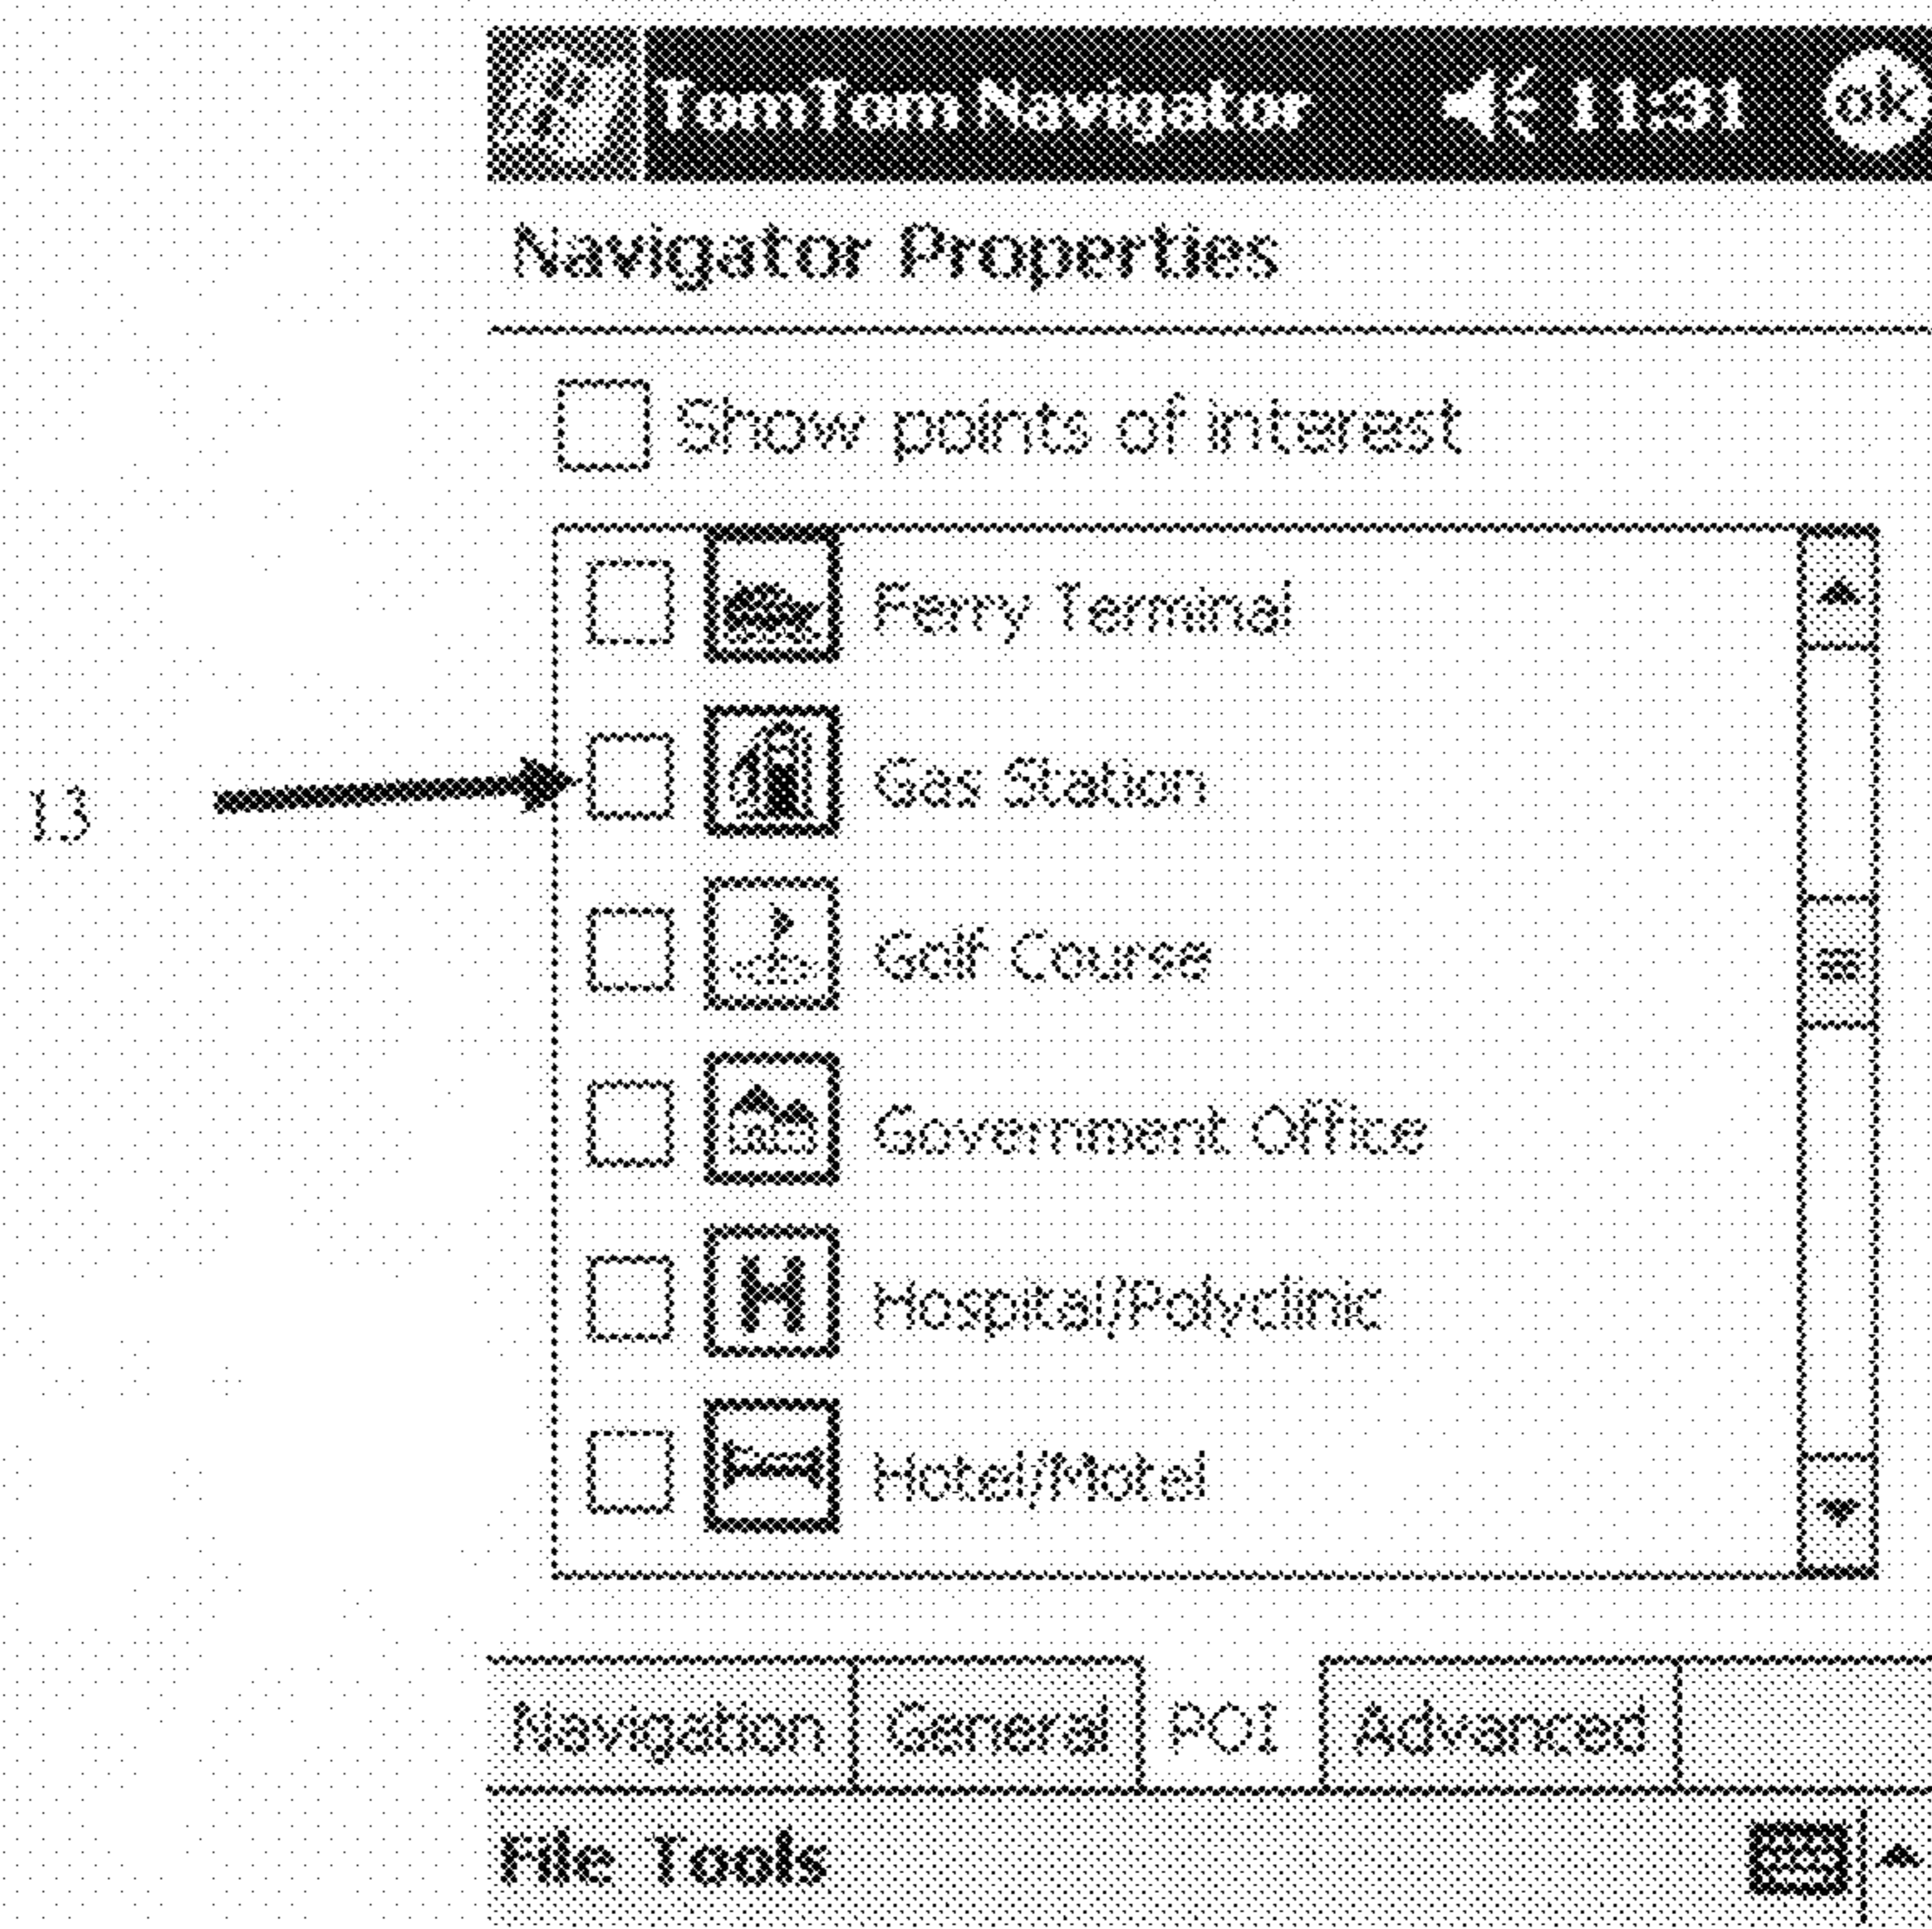 TomTom Navigator 11:31 ok
Navigator Properties
Show points of interest
Ferry Terminal
13 Gas Station
Golf Course
Government Office
H Hospital/Polyclinic
Hotel/Motel
Navigation General POI Advanced
File Tools